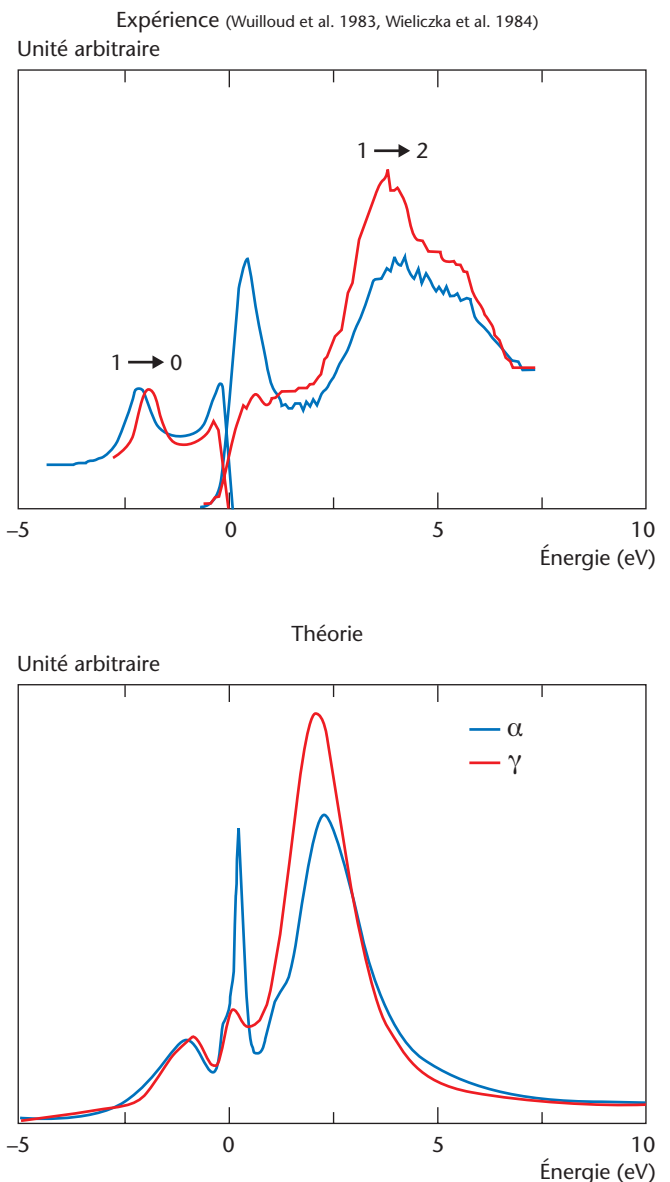 Expérience (Wuilloud et al. 1983, Wieliczka et al. 1984)
Unité arbitraire
1 → 2
1 → 0
−5 0 5 10
Énergie (eV)
Théorie
Unité arbitraire
α
γ
−5 0 5 10
Énergie (eV)